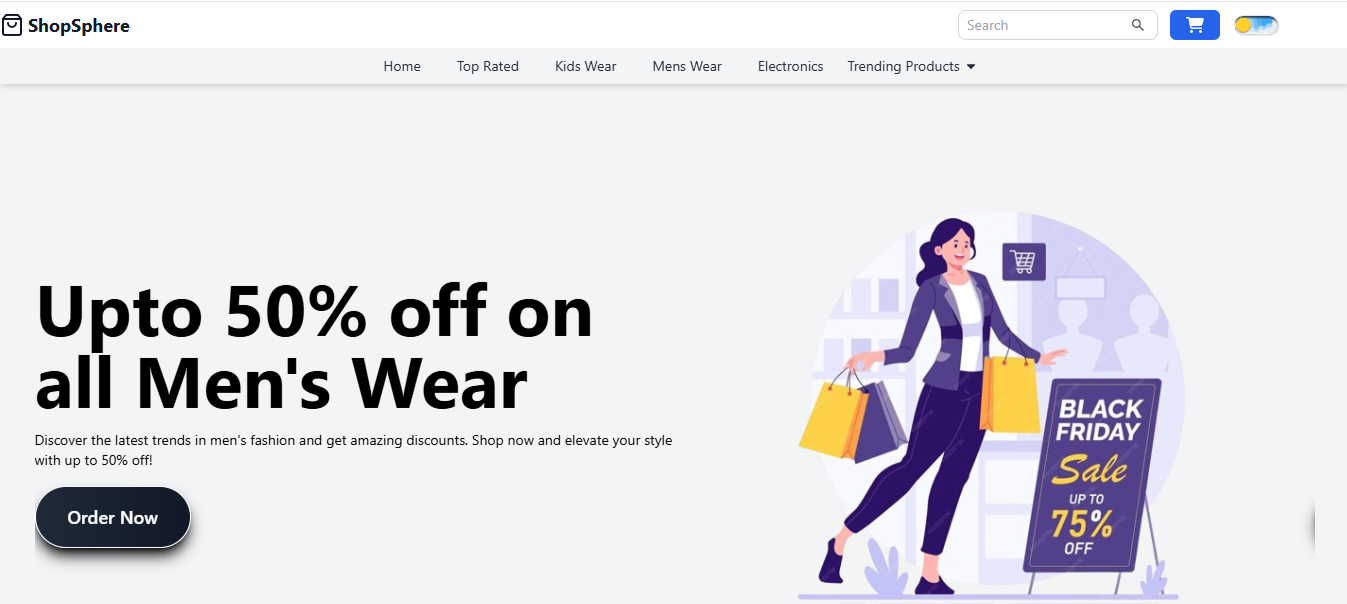 ShopSphere
Search
Home Top Rated Kids Wear Mens Wear Electronics Trending Products
Upto 50% off on
all Men's Wear
Discover the latest trends in men's fashion and get amazing discounts. Shop now and elevate your style
with up to 50% off!
Order Now
BLACK
FRIDAY
Sale
UP TO
75%
OFF